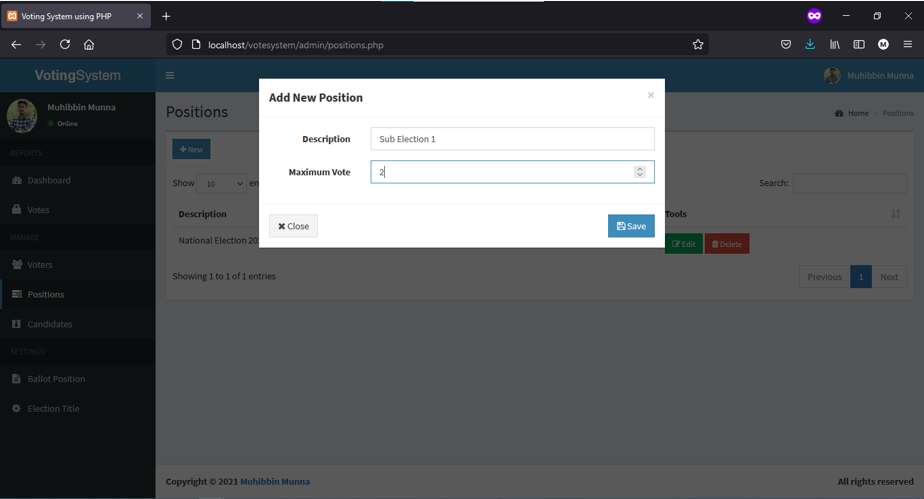 Voting System using PHP
localhost/votesystem/admin/positions.php
VotingSystem
Muhibbin Munna
Muhibbin Munna
Online
REPORTS
Dashboard
Votes
MANAGE
Voters
Positions
Candidates
SETTINGS
Ballot Position
Election Title
Positions
Home
Positions
New
Show 10 en
Search:
Description
Tools
National Election 20
Edit
Delete
Showing 1 to 1 of 1 entries
Previous
1
Next
Add New Position
×
Description
Sub Election 1
Maximum Vote
2
Close
Save
Copyright © 2021 Muhibbin Munna
All rights reserved